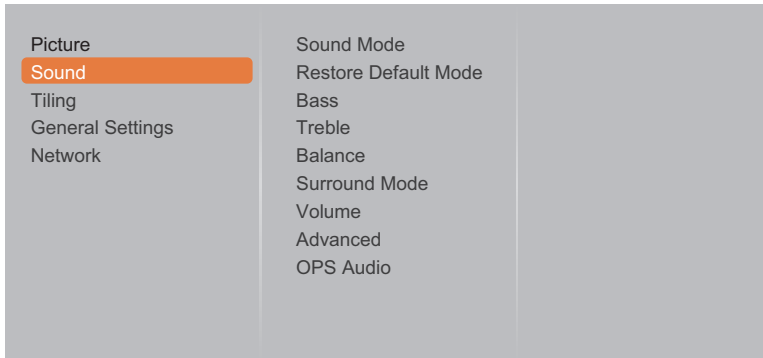 Picture
Sound
Tiling
General Settings
Network
Sound Mode
Restore Default Mode
Bass
Treble
Balance
Surround Mode
Volume
Advanced
OPS Audio